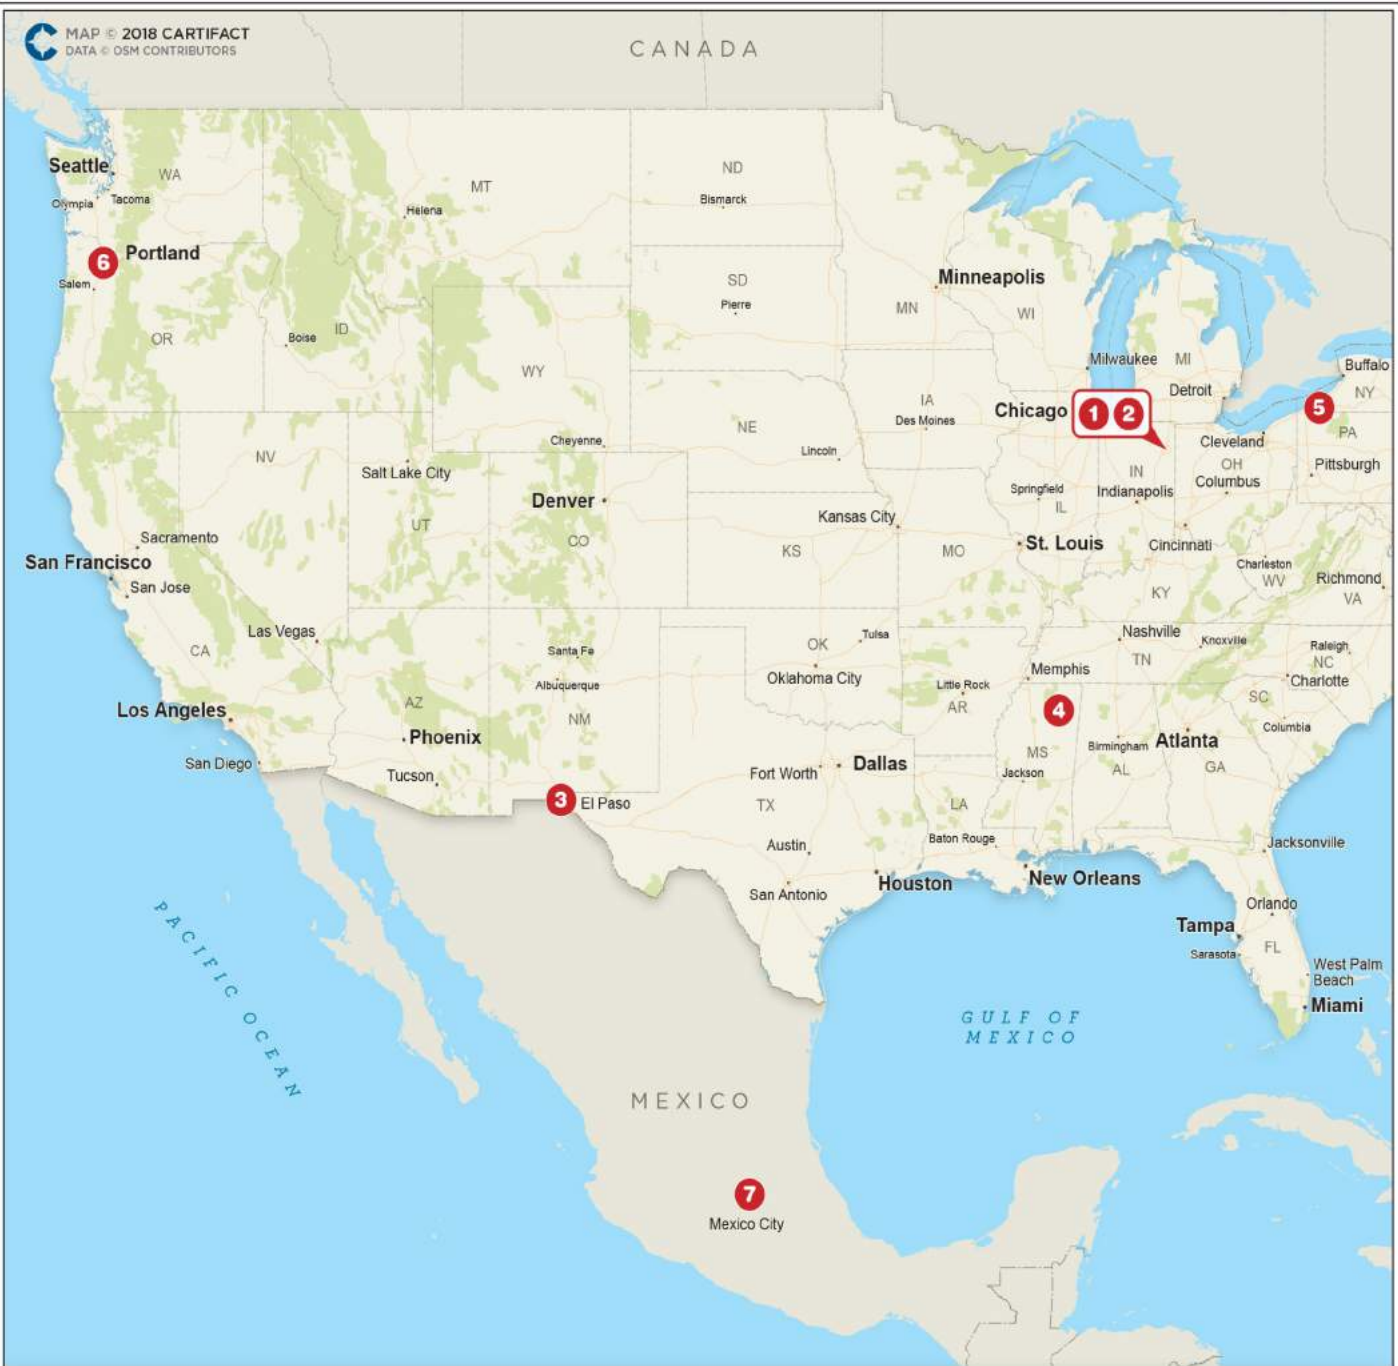 MAP © 2018 CARTIFACT
DATA © OSM CONTRIBUTORS
CANADA
Seattle
WA
Olympia
Tacoma
MT
Helena
ND
Bismarck
6
Portland
Salem
OR
Boise
ID
SD
Pierre
Minneapolis
MN
WI
WY
Milwaukee
MI
Detroit
Buffalo
NY
5
PA
IA
Des Moines
Chicago
1
2
Cleveland
NE
Lincoln
Cheyenne
NV
Salt Lake City
OH
Columbus
Pittsburgh
IN
Indianapolis
Springfield
IL
Denver
UT
CO
Kansas City
KS
MO
St. Louis
Cincinnati
Charleston
WV
Richmond
VA
KY
Sacramento
San Francisco
San Jose
Las Vegas
CA
Santa Fe
Albuquerque
OK
Tulsa
Oklahoma City
Nashville
Knoxville
Raleigh
NC
TN
Charlotte
Memphis
Little Rock
AR
SC
Columbia
AZ
NM
4
Los Angeles
Phoenix
San Diego
Tucson
Fort Worth
Dallas
MS
Jackson
Birmingham
AL
Atlanta
GA
3
El Paso
TX
LA
Baton Rouge
Austin
Jacksonville
San Antonio
Houston
New Orleans
Orlando
Tampa
FL
Sarasota
West Palm
Beach
Miami
PACIFIC OCEAN
GULF OF
MEXICO
MEXICO
7
Mexico City